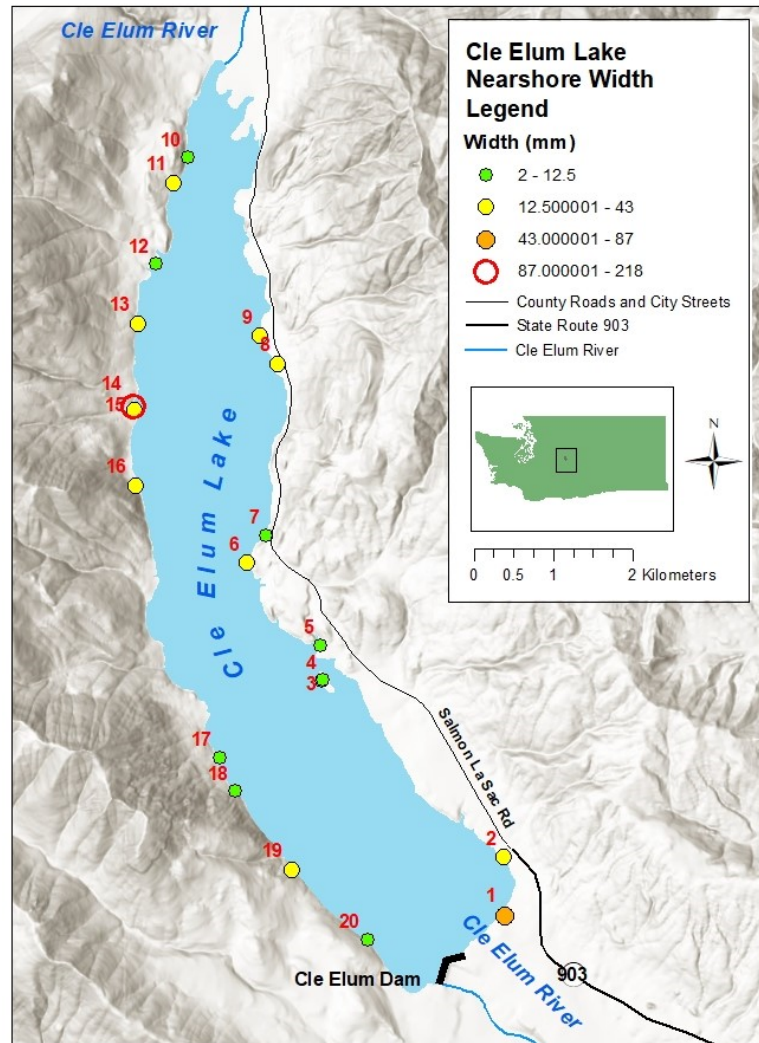 Cle Elum River
Cle Elum Lake
Nearshore Width
Legend
Width (mm)
2 - 12.5
12.500001 - 43
43.000001 - 87
87.000001 - 218
County Roads and City Streets
State Route 903
Cle Elum River
N
0 0.5 1 2 Kilometers
10
11
12
13
9
8
14
15
16
Cle Elum Lake
7
6
5
4
3
Salmon La Sac Rd
17
18
19
2
1
20
Cle Elum River
Cle Elum Dam
903